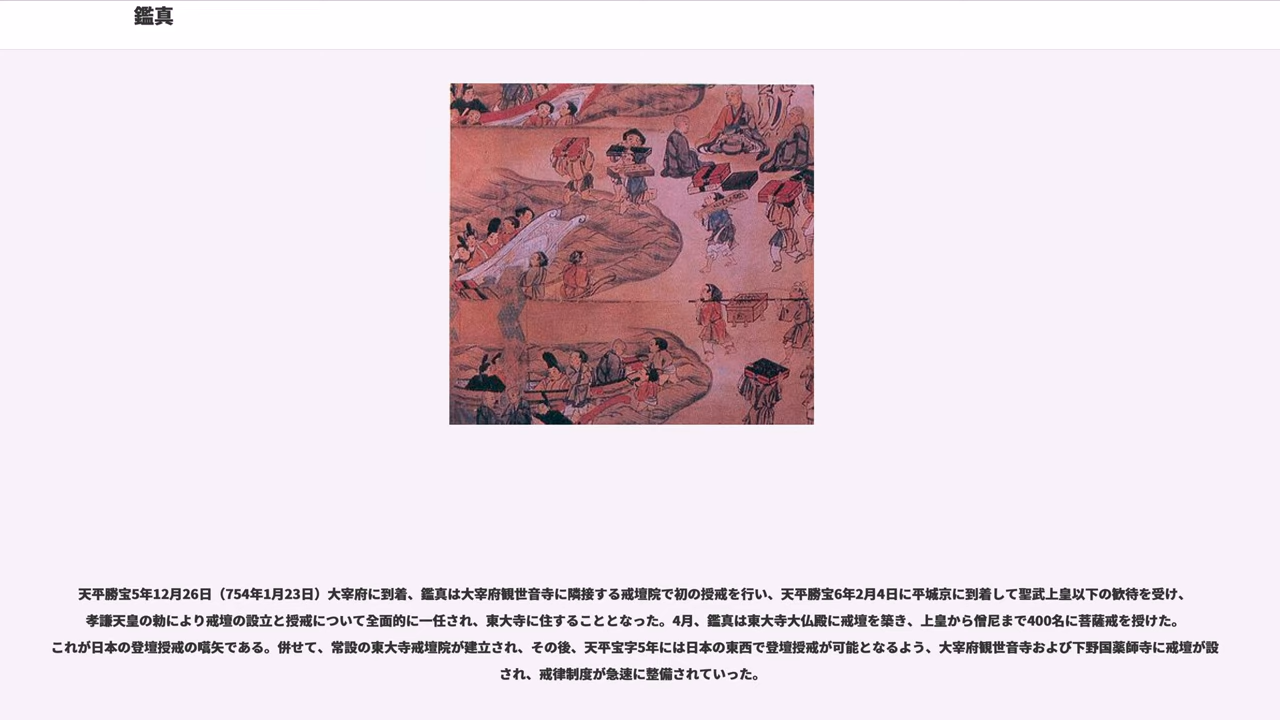 鑑真
天平勝宝5年12月26日（754年1月23日）大宰府に到着、鑑真は大宰府観世音寺に隣接する戒壇院で初の授戒を行い、天平勝宝6年2月4日に平城京に到着して聖武上皇以下の歓待を受け、
孝謙天皇の勅により戒壇の設立と授戒について全面的に一任され、東大寺に住することとなった。4月、鑑真は東大寺大仏殿に戒壇を築き、上皇から僧尼まで400名に菩薩戒を授けた。
これが日本の登壇授戒の嚆矢である。併せて、常設の東大寺戒壇院が建立され、その後、天平宝字5年には日本の東西で登壇授戒が可能となるよう、大宰府観世音寺および下野国薬師寺に戒壇が設
され、戒律制度が急速に整備されていった。